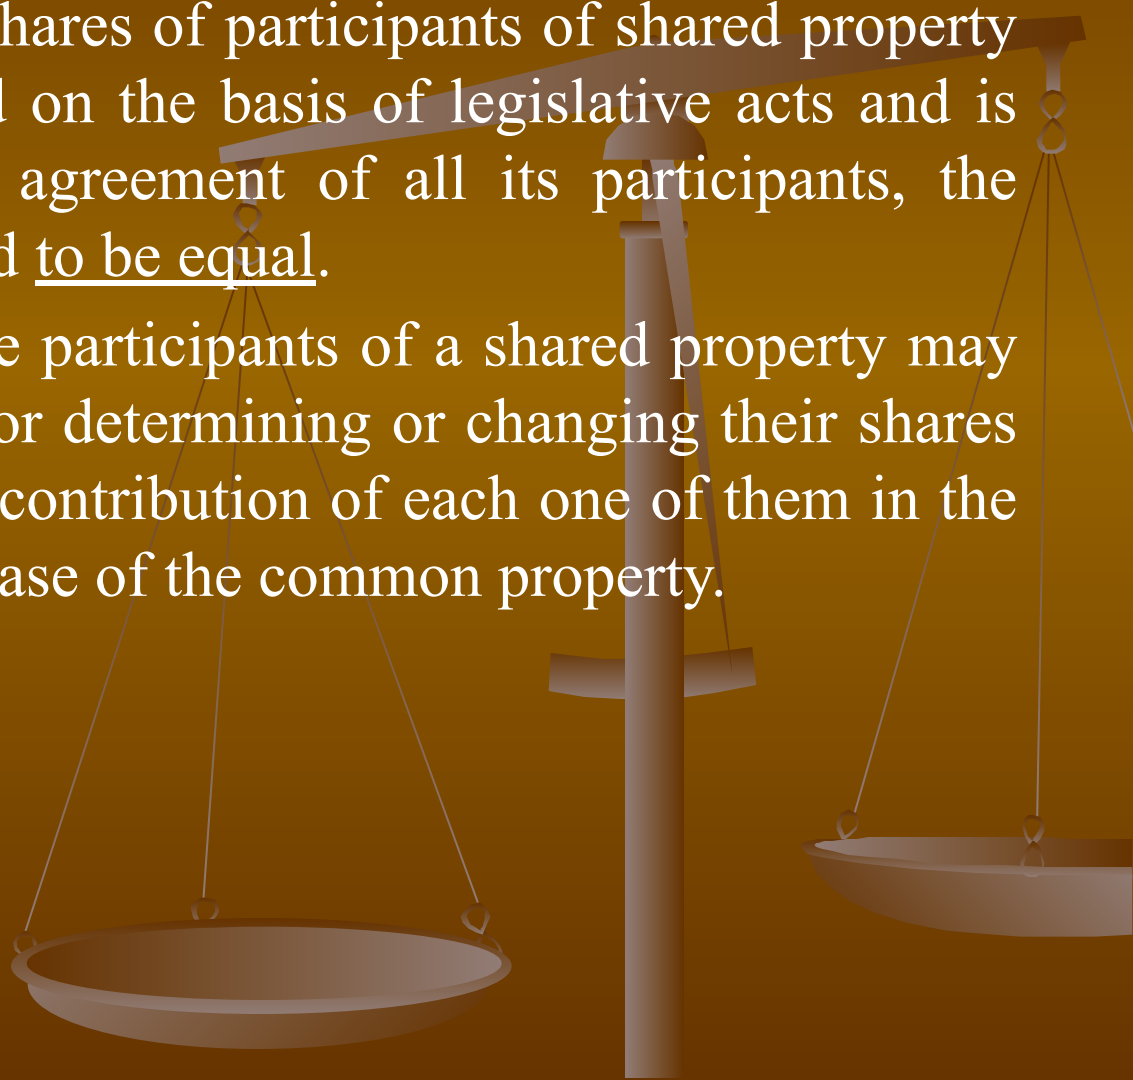 hares of participants of shared property
on the basis of legislative acts and is
agreement of all its participants, the
to be equal.
participants of a shared property may
or determining or changing their shares
contribution of each one of them in the
ase of the common property.